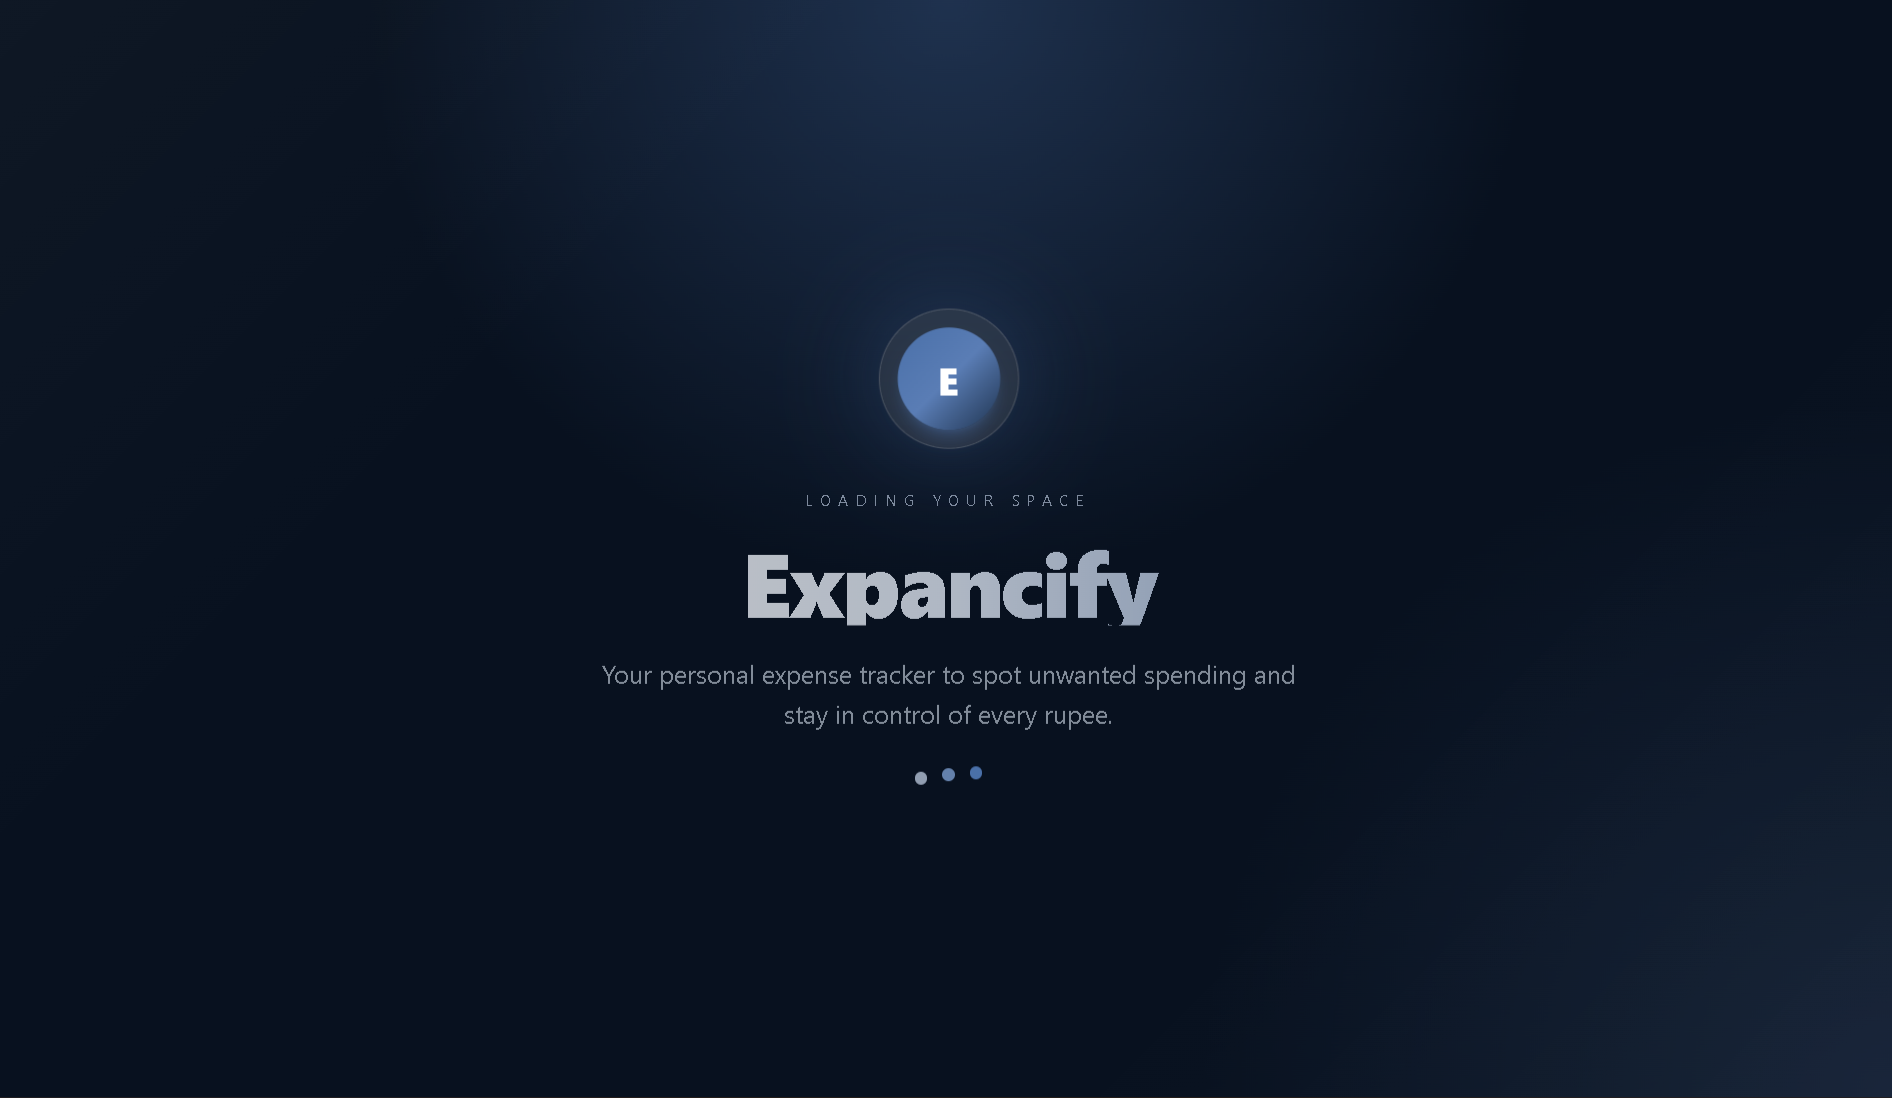 E
LOADING YOUR SPACE
Expancify
Your personal expense tracker to spot unwanted spending and
stay in control of every rupee.